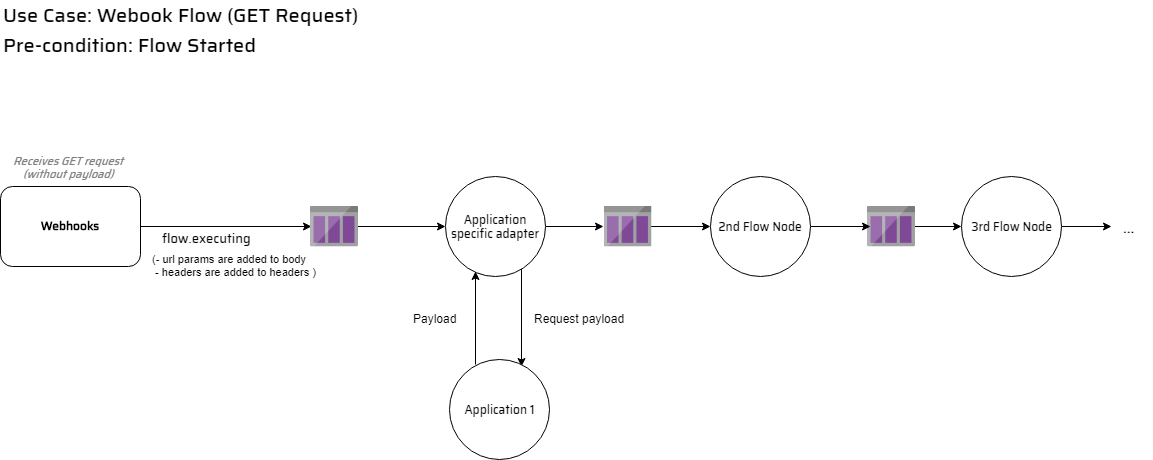 Use Case: Webook Flow (GET Request)
Pre-condition: Flow Started
Receives GET request
(without payload)
Webhooks
flow.executing
(- url params are added to body
- headers are added to headers )
Application
specific adapter
2nd Flow Node
3rd Flow Node
...
Payload
Request payload
Application 1